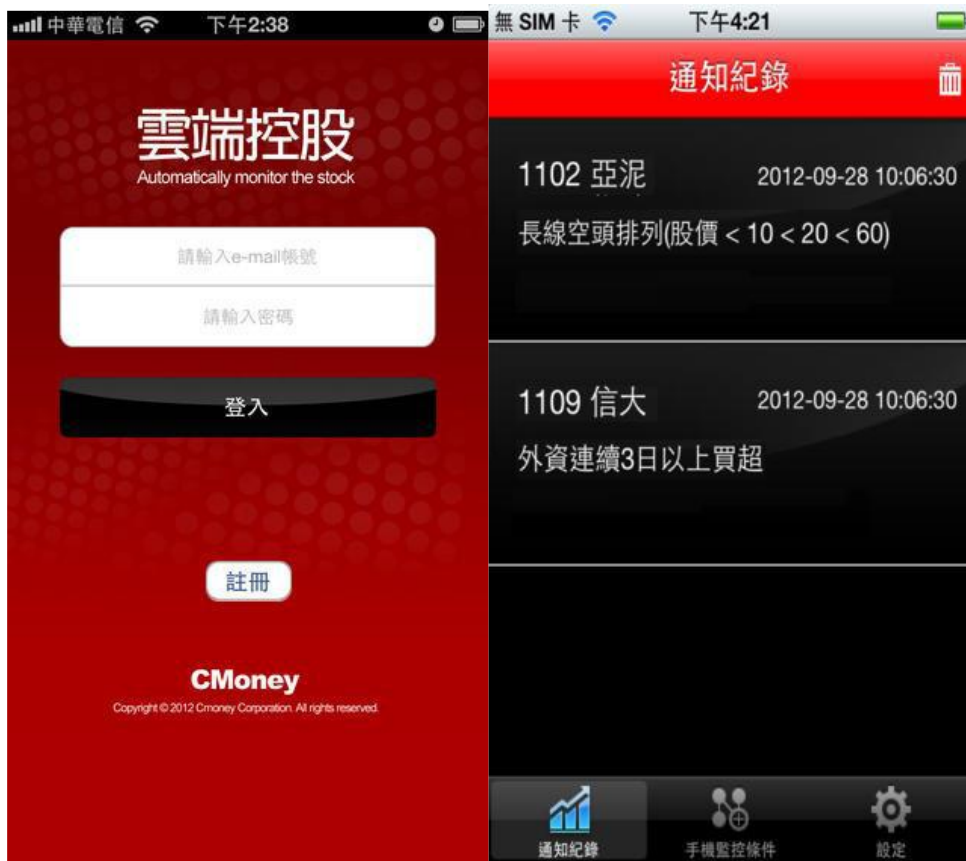 中華電信 下午2:38
雲端控股
Automatically monitor the stock
請輸入e-mail帳號
請輸入密碼
登入
註冊
CMoney
Copyright © 2012 Cmoney Corporation. All rights reserved.
無 SIM 卡 下午4:21
通知紀錄
1102 亞泥 2012-09-28 10:06:30
長線空頭排列(股價 < 10 < 20 < 60)
1109 信大 2012-09-28 10:06:30
外資連續3日以上買超
通知紀錄 手機監控條件 設定